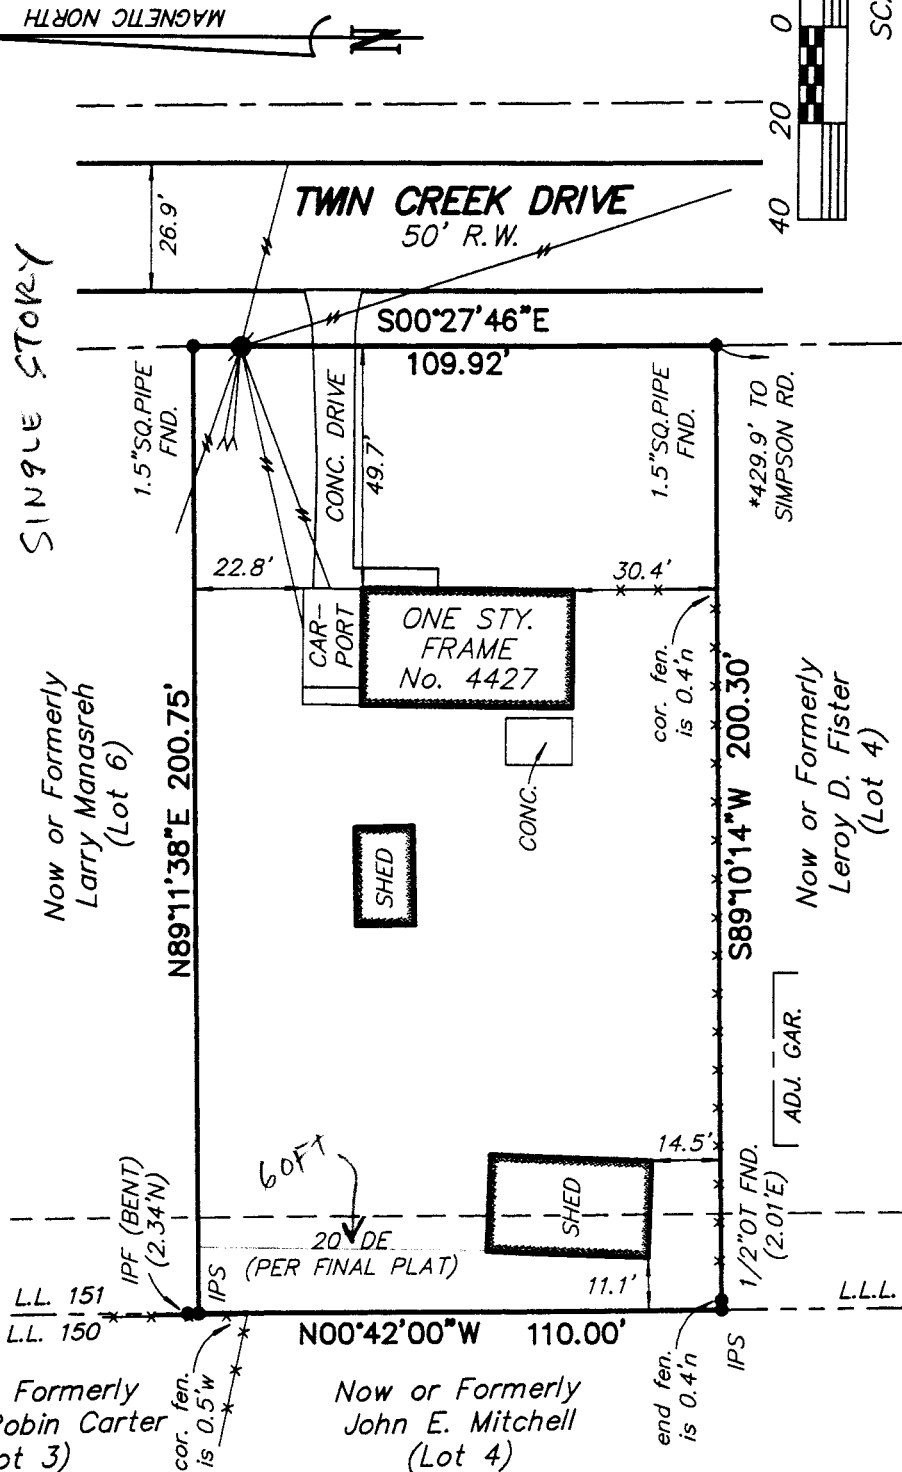 MAGNETIC NORTH
N
0
20
40
26.9'
TWIN CREEK DRIVE
50' R.W.
SINGLE STORY
S00°27'46"E
109.92'
1.5"SQ.PIPE
FND.
CONC. DRIVE
49.7'
1.5"SQ.PIPE
FND.
*429.9' TO
SIMPSON RD.
22.8'
30.4'
CAR-
PORT
ONE STY.
FRAME
No. 4427
cor. fen.
is 0.4'n
Now or Formerly
Larry Manasreh
(Lot 6)
N89°11'38"E 200.75'
S89°10'14"W 200.30'
Now or Formerly
Leroy D. Fister
(Lot 4)
CONC.
SHED
ADJ. GAR.
60FT
14.5'
SHED
IPF (BENT)
(2.34'N)
1/2"OT FND.
(2.01'E)
20' DE
(PER FINAL PLAT)
IPS
11.1'
L.L. 151
L.L. 150
L.L.L.
N00°42'00"W 110.00'
IPS
cor. fen.
is 0.5'w
end fen.
is 0.4'n
Formerly
Robin Carter
ot 3)
Now or Formerly
John E. Mitchell
(Lot 4)